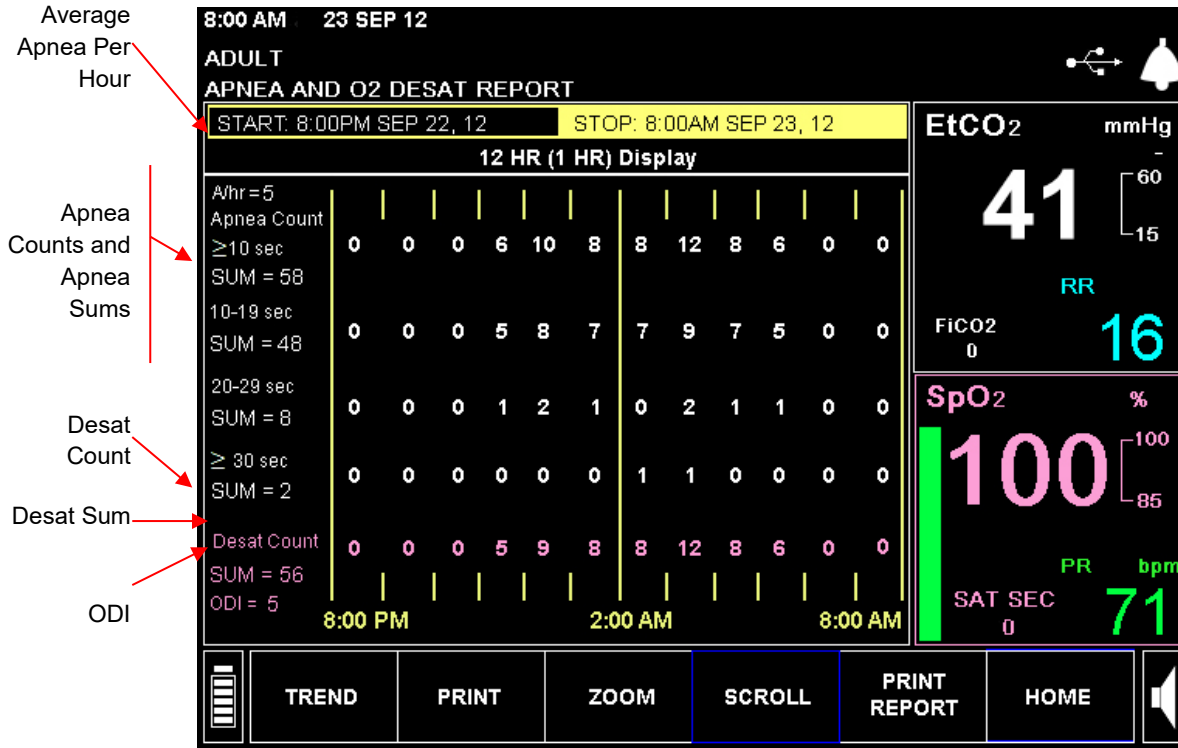 Average
Apnea Per
Hour
Apnea
Counts and
Apnea
Sums
Desat
Count
Desat Sum
ODI
8:00 AM 23 SEP 12
ADULT
APNEA AND O2 DESAT REPORT
START: 8:00PM SEP 22, 12 STOP: 8:00AM SEP 23, 12
12 HR (1 HR) Display
A/hr=5
Apnea Count
≥10 sec 0 0 0 6 10 8 8 12 8 6 0 0
SUM = 58
10-19 sec
SUM = 48 0 0 0 5 8 7 7 9 7 5 0 0
20-29 sec
SUM = 8 0 0 0 1 2 1 0 2 1 1 0 0
≥ 30 sec
SUM = 2 0 0 0 0 0 0 1 1 0 0 0 0
Desat Count 0 0 0 5 9 8 8 12 8 6 0 0
SUM = 56
ODI = 5
8:00 PM 2:00 AM 8:00 AM
EtCO2 mmHg
41 60
15
RR
FiCO2
0 16
SpO2 %
100 100
85
PR bpm
SAT SEC
0 71
TREND PRINT ZOOM SCROLL PRINT REPORT HOME